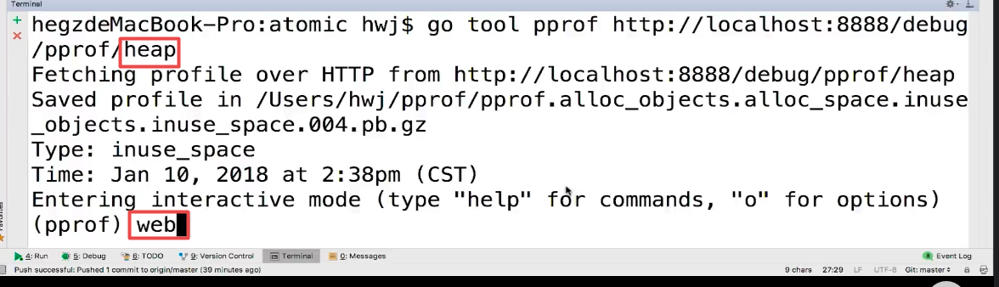 Terminal
hegzdeMacBook-Pro:atomic hwj$ go tool pprof http://localhost:8888/debug
/pprof/heap
Fetching profile over HTTP from http://localhost:8888/debug/pprof/heap
Saved profile in /Users/hwj/pprof/pprof.alloc_objects.alloc_space.inuse
_objects.inuse_space.004.pb.gz
Type: inuse_space
Time: Jan 10, 2018 at 2:38pm (CST)
Entering interactive mode (type "help" for commands, "o" for options)
(pprof) web
4: Run 5: Debug 6: TODO 9: Version Control Terminal 0: Messages 8 Event Log
Push successful: Pushed 1 commit to origin/master (39 minutes ago) 9 chars 27:29 LF UTF-8 Git: master